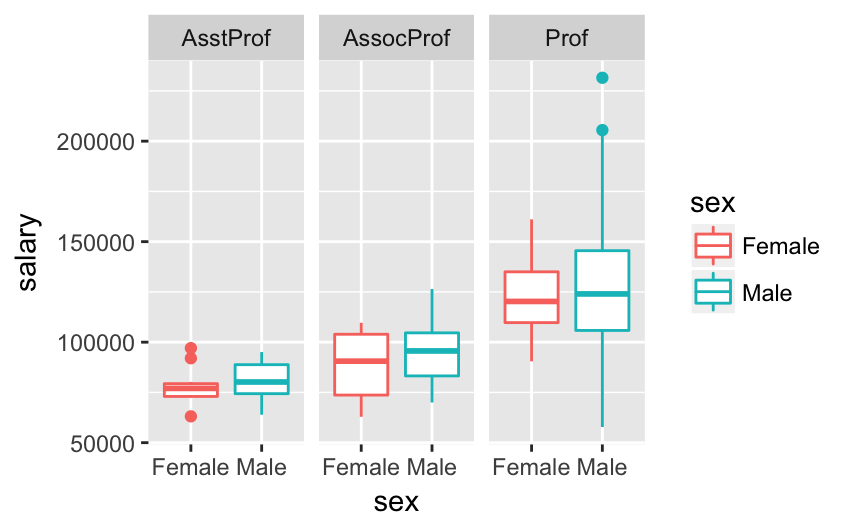 AsstProf AssocProf Prof
salary
200000
150000
100000
50000
Female Male Female Male Female Male
sex
sex
Female
Male